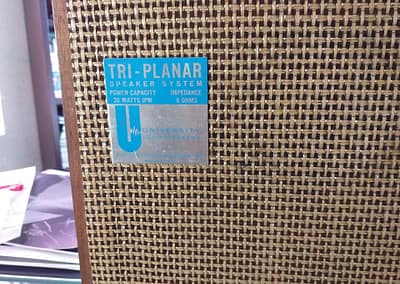 TRI-PLANAR
SPEAKER SYSTEM
POWER CAPACITY IMPEDANCE
30 WATTS IPM 8 OHMS
U UNIVERSITY